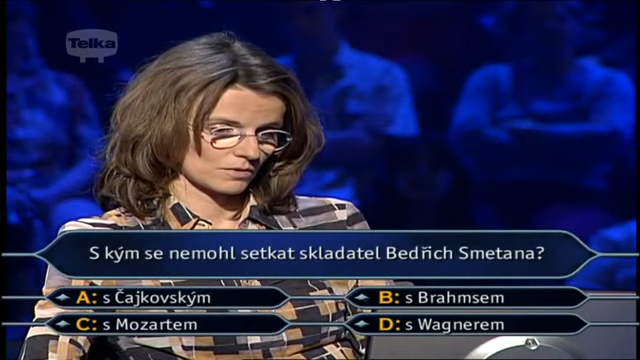 Telka
S kým se nemohl setkat skladatel Bedřich Smetana?
A: s Čajkovským
B: s Brahmsem
C: s Mozartem
D: s Wagnerem